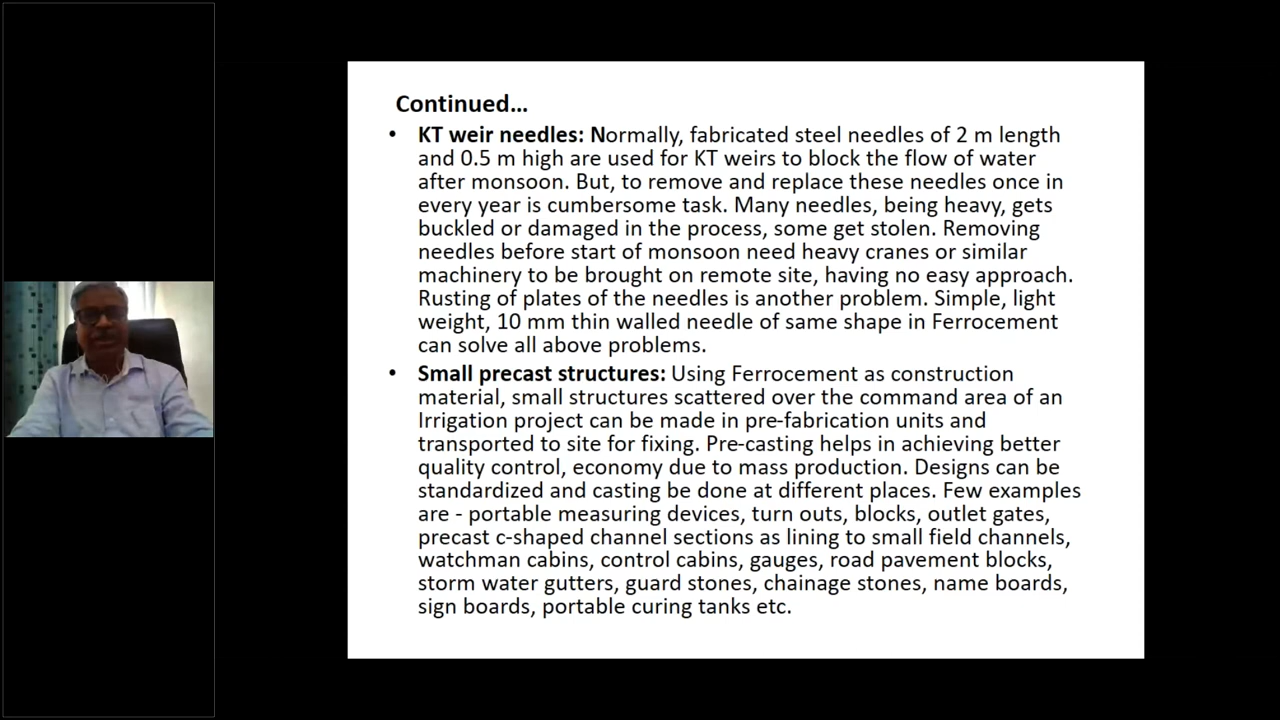 Continued...
• KT weir needles: Normally, fabricated steel needles of 2 m length
and 0.5 m high are used for KT weirs to block the flow of water
after monsoon. But, to remove and replace these needles once in
every year is cumbersome task. Many needles, being heavy, gets
buckled or damaged in the process, some get stolen. Removing
needles before start of monsoon need heavy cranes or similar
machinery to be brought on remote site, having no easy approach.
Rusting of plates of the needles is another problem. Simple, light
weight, 10 mm thin walled needle of same shape in Ferrocement
can solve all above problems.
• Small precast structures: Using Ferrocement as construction
material, small structures scattered over the command area of an
Irrigation project can be made in pre-fabrication units and
transported to site for fixing. Pre-casting helps in achieving better
quality control, economy due to mass production. Designs can be
standardized and casting be done at different places. Few examples
are - portable measuring devices, turn outs, blocks, outlet gates,
precast c-shaped channel sections as lining to small field channels,
watchman cabins, control cabins, gauges, road pavement blocks,
storm water gutters, guard stones, chainage stones, name boards,
sign boards, portable curing tanks etc.